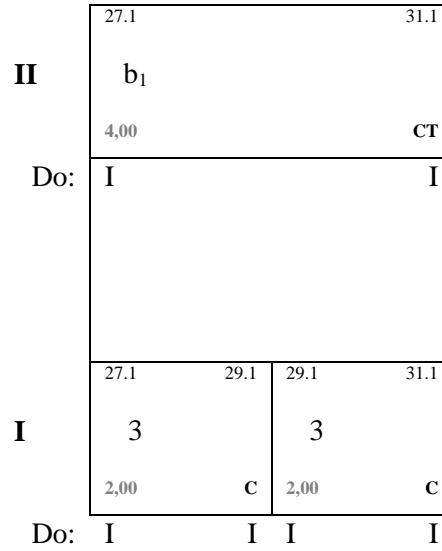 27.1 31.1
II b₁
4,00 CT
Do: I I
27.1 29.1 29.1 31.1
I 3 3
2,00 C 2,00 C
Do: I I I I